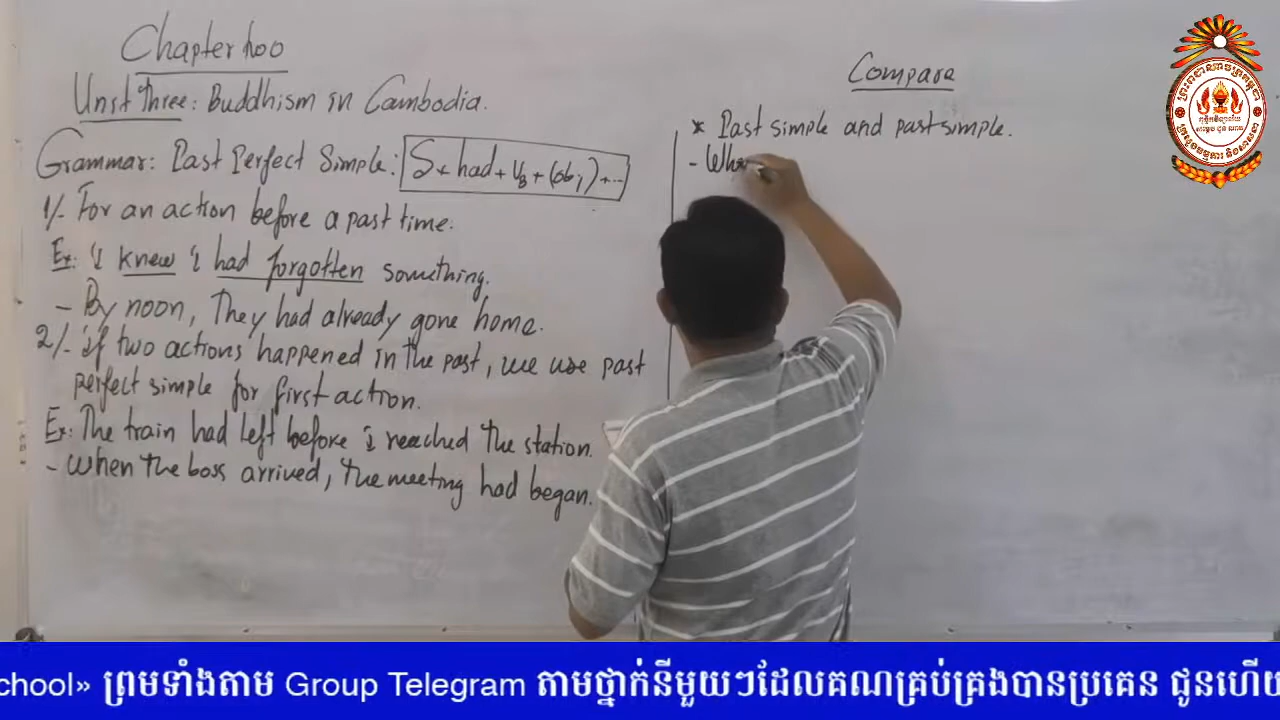 Chapter too
Unit three: Buddhism in Cambodia.
Grammar: Past Perfect Simple: S + had + V3 + (obj) + ...
1/- For an action before a past time.
Ex: I knew I had forgotten something.
- By noon, They had already gone home.
2/- if two actions happened in the past, we use past
perfect simple for first action.
Ex: The train had left before I reached the station.
- when the boss arrived, the meeting had began.
Compare
* Past simple and past simple.
- Whe
chool» ព្រមទាំងតាម Group Telegram តាមថ្នាក់នីមួយៗដែលគណគ្រប់គ្រងបានប្រគេន ជូនហើយ